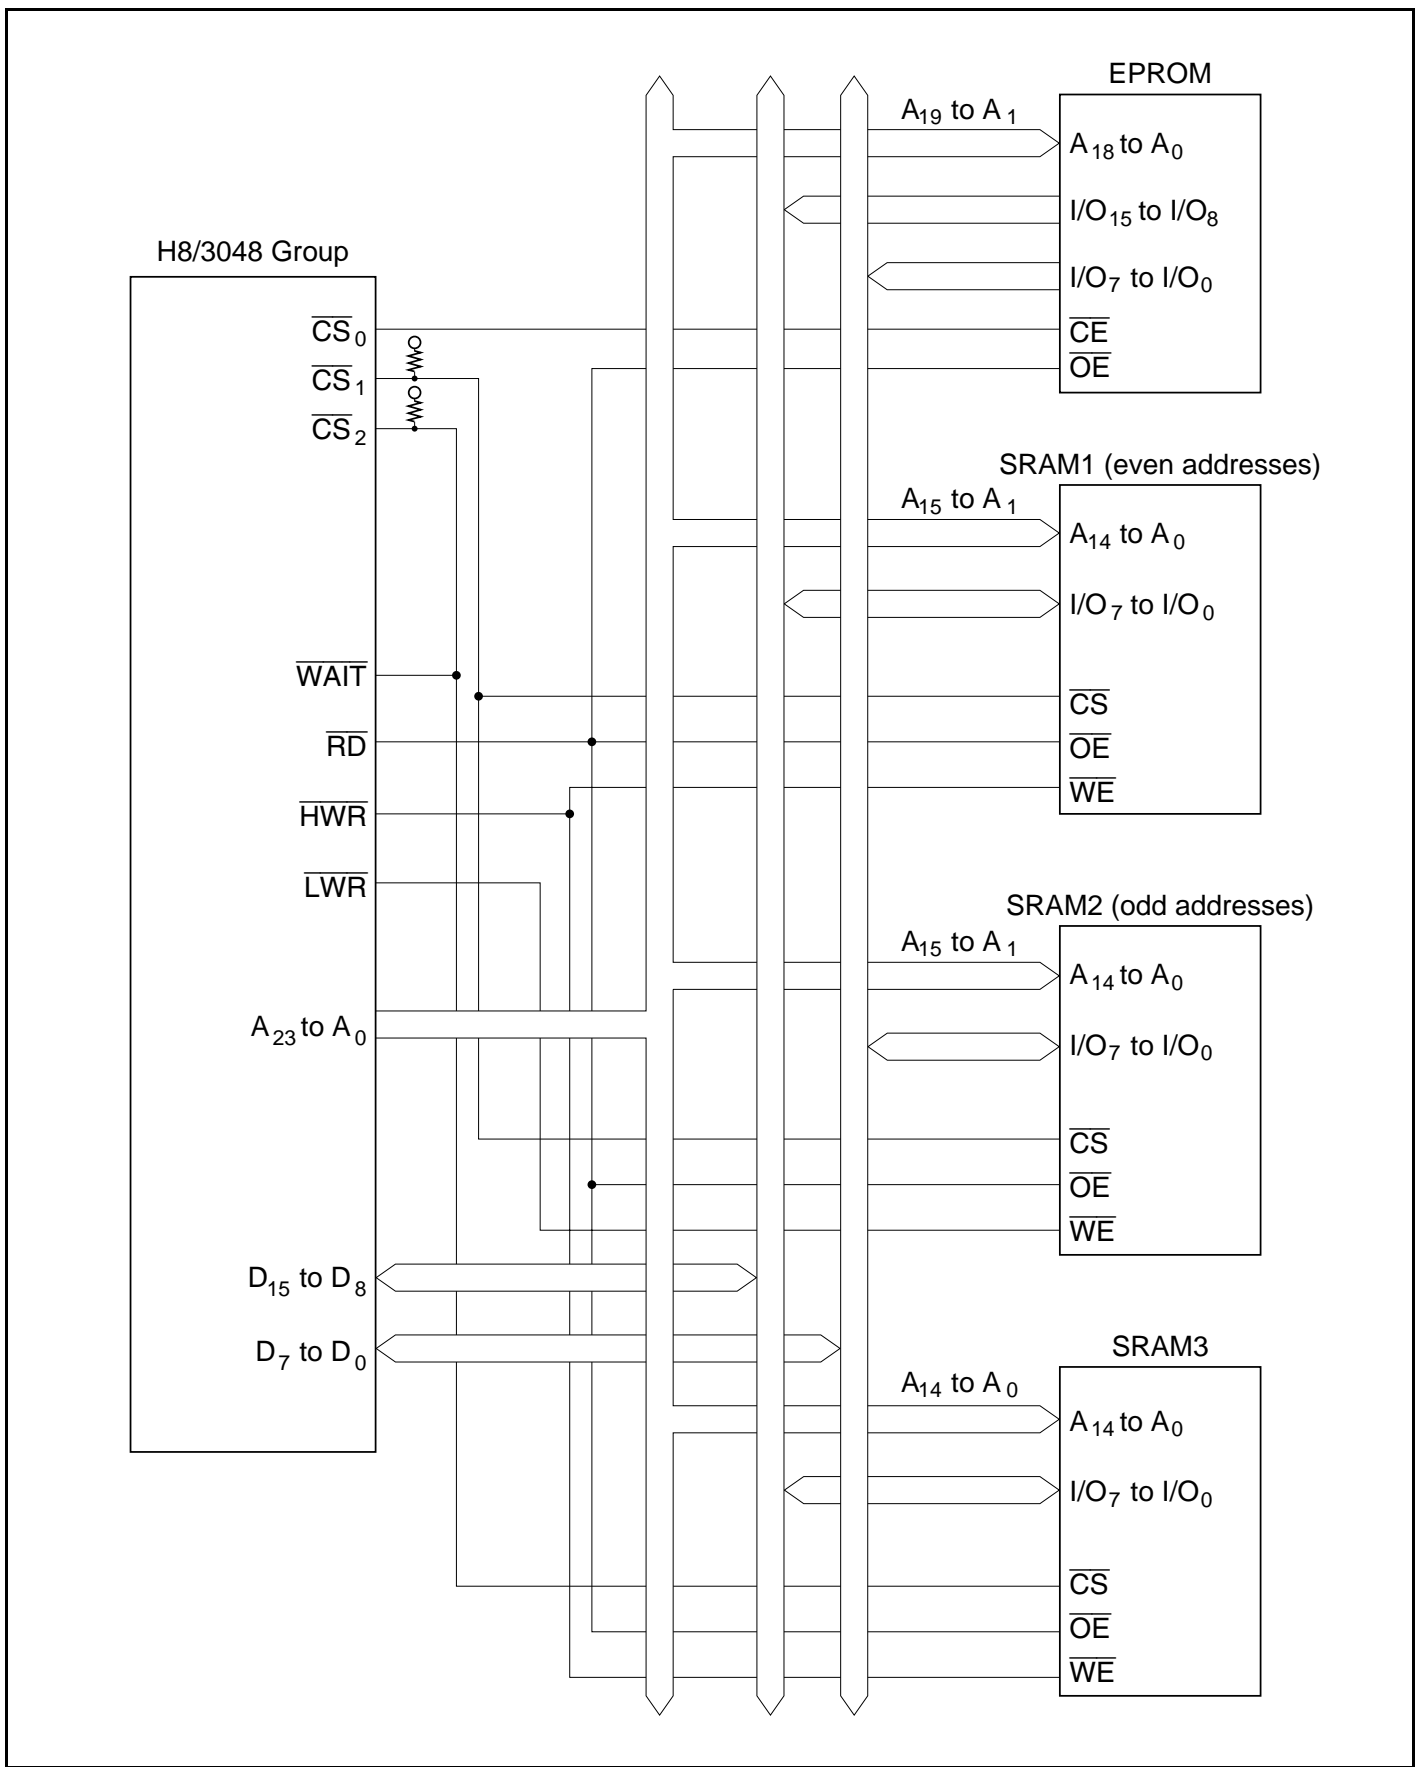 EPROM
A19 to A1
A18 to A0
I/O15 to I/O8
I/O7 to I/O0
CE
OE
H8/3048 Group
CS0
CS1
CS2
WAIT
RD
HWR
LWR
A23 to A0
D15 to D8
D7 to D0
SRAM1 (even addresses)
A15 to A1
A14 to A0
I/O7 to I/O0
CS
OE
WE
SRAM2 (odd addresses)
A15 to A1
A14 to A0
I/O7 to I/O0
CS
OE
WE
SRAM3
A14 to A0
A14 to A0
I/O7 to I/O0
CS
OE
WE